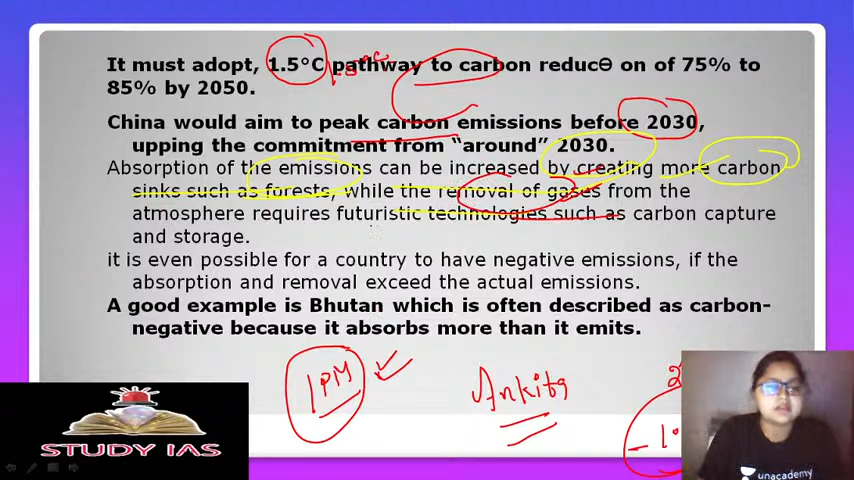 It must adopt, 1.5°C pathway to carbon reducƟ on of 75% to
85% by 2050.
China would aim to peak carbon emissions before 2030,
upping the commitment from “around” 2030.
Absorption of the emissions can be increased by creating more carbon
sinks such as forests, while the removal of gases from the
atmosphere requires futuristic technologies such as carbon capture
and storage.
it is even possible for a country to have negative emissions, if the
absorption and removal exceed the actual emissions.
A good example is Bhutan which is often described as carbon-
negative because it absorbs more than it emits.
1PM
Ankita
STUDY IAS
unacademy